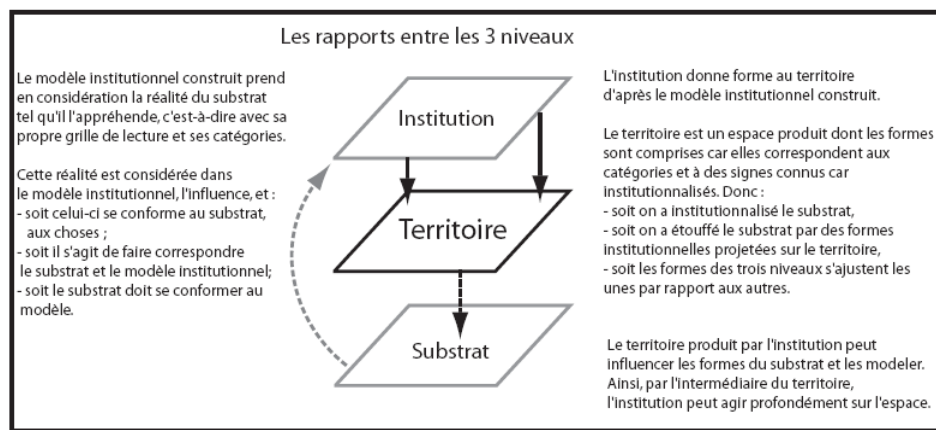 Les rapports entre les 3 niveaux
Le modèle institutionnel construit prend
en considération la réalité du substrat
tel qu'il l'appréhende, c'est-à-dire avec sa
propre grille de lecture et ses catégories.
Cette réalité est considérée dans
le modèle institutionnel, l'influence, et :
- soit celui-ci se conforme au substrat,
aux choses ;
- soit il s'agit de faire correspondre
le substrat et le modèle institutionnel;
- soit le substrat doit se conformer au
modèle.
Institution
Territoire
Substrat
L'institution donne forme au territoire
d'après le modèle institutionnel construit.
Le territoire est un espace produit dont les formes
sont comprises car elles correspondent aux
catégories et à des signes connus car
institutionnalisés. Donc :
- soit on a institutionnalisé le substrat,
- soit on a étouffé le substrat par des formes
institutionnelles projetées sur le territoire,
- soit les formes des trois niveaux s'ajustent les
unes par rapport aux autres.
Le territoire produit par l'institution peut
influencer les formes du substrat et les modeler.
Ainsi, par l'intermédiaire du territoire,
l'institution peut agir profondément sur l'espace.